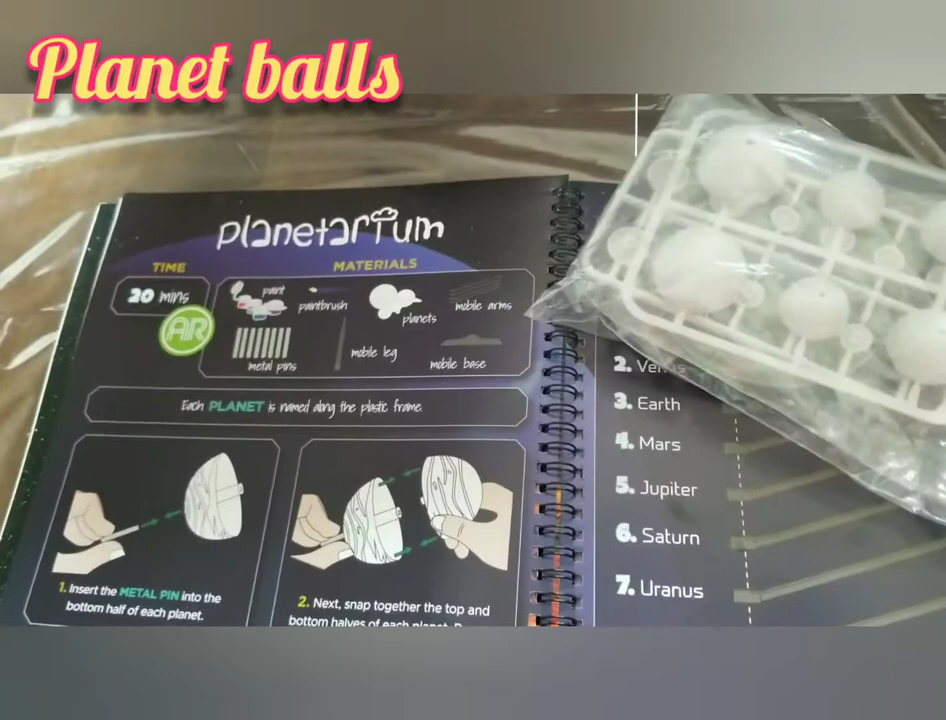 Planet balls
planetarium
TIME
20 mins
AR
MATERIALS
paint
paintbrush
planets
mobile arms
metal pins
mobile leg
mobile base
Each PLANET is named along the plastic frame.
1. Insert the METAL PIN into the
bottom half of each planet.
2. Next, snap together the top and
bottom halves of each planet.
2. Venus
3. Earth
4. Mars
5. Jupiter
6. Saturn
7. Uranus